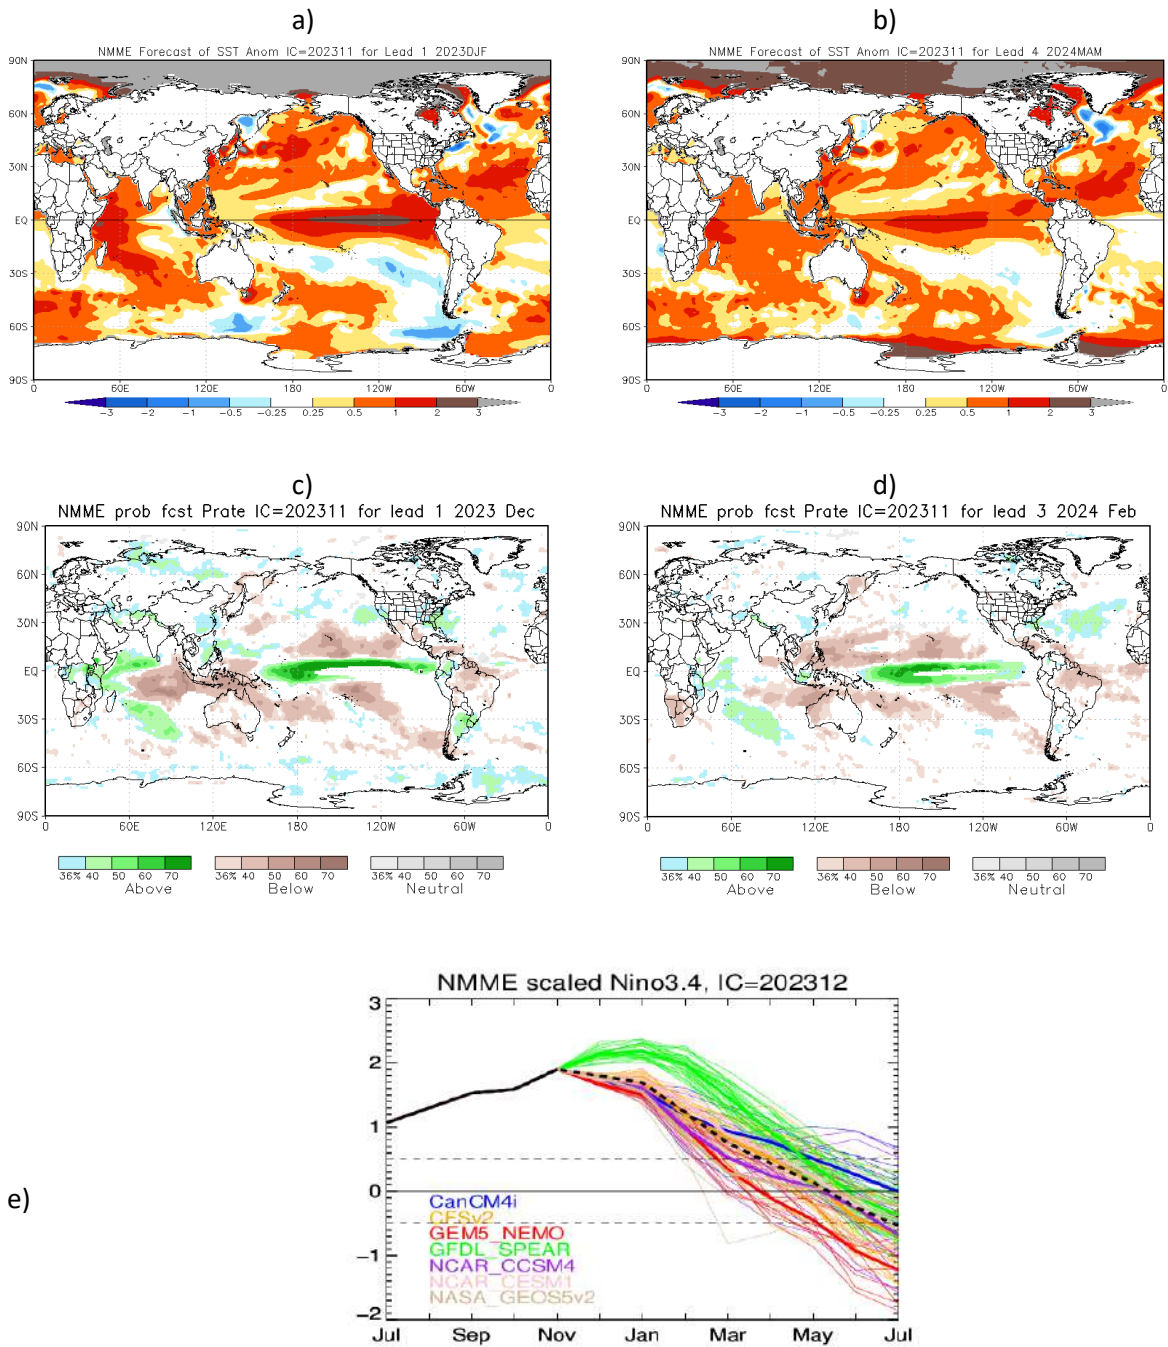 a)
NMME Forecast of SST Anom IC=202311 for Lead 1 2023DJF
90N
60N
30N
EQ
30S
60S
90S
0 60E 120E 180 120W 60W 0
-3 -2 -1 -0.5 -0.25 0.25 0.5 1 2 3
b)
NMME Forecast of SST Anom IC=202311 for Lead 4 2024MAM
90N
60N
30N
EQ
30S
60S
90S
0 60E 120E 180 120W 60W 0
-3 -2 -1 -0.5 -0.25 0.25 0.5 1 2 3
c)
NMME prob fcst Prate IC=202311 for lead 1 2023 Dec
90N
60N
30N
EQ
30S
60S
90S
0 60E 120E 180 120W 60W 0
36% 40 50 60 70 36% 40 50 60 70 36% 40 50 60 70
Above Below Neutral
d)
NMME prob fcst Prate IC=202311 for lead 3 2024 Feb
90N
60N
30N
EQ
30S
60S
90S
0 60E 120E 180 120W 60W 0
36% 40 50 60 70 36% 40 50 60 70 36% 40 50 60 70
Above Below Neutral
e)
NMME scaled Nino3.4, IC=202312
3
2
1
0
-1
-2
CanCM4i
CFSv2
GEM5_NEMO
GFDL_SPEAR
NCAR_CCSM4
NCAR_CESM1
NASA_GEOS5v2
Jul Sep Nov Jan Mar May Jul